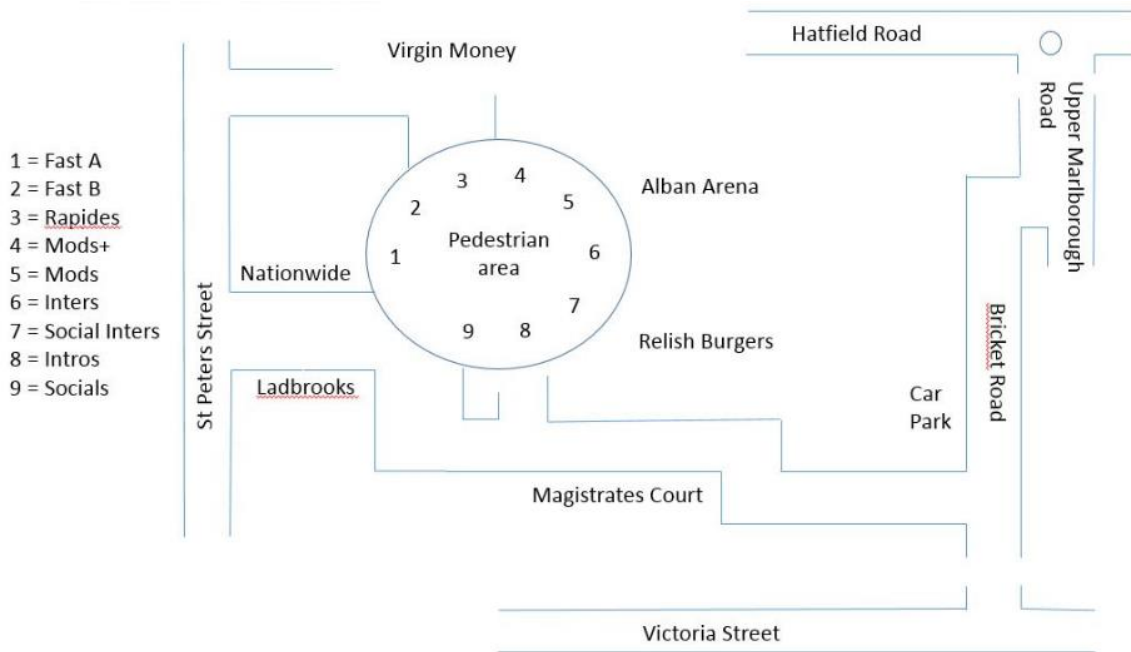 Hatfield Road
Virgin Money
Upper Marlborough
Road
1 = Fast A
2 = Fast B
3 = Rapides
4 = Mods+
5 = Mods
6 = Inters
7 = Social Inters
8 = Intros
9 = Socials
St Peters Street
4
3
5
2
Alban Arena
Pedestrian
area
1
6
Nationwide
7
9
8
Relish Burgers
Bricket Road
Ladbrooks
Car
Park
Magistrates Court
Victoria Street